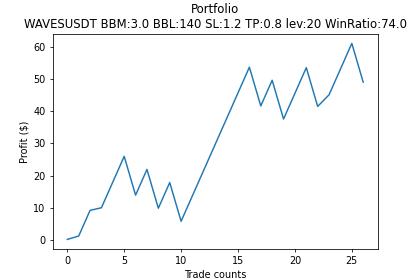 Portfolio
WAVESUSDT BBM:3.0 BBL:140 SL:1.2 TP:0.8 lev:20 WinRatio:74.0
60
50
40
30
20
10
0
Profit ($)
0 5 10 15 20 25
Trade counts